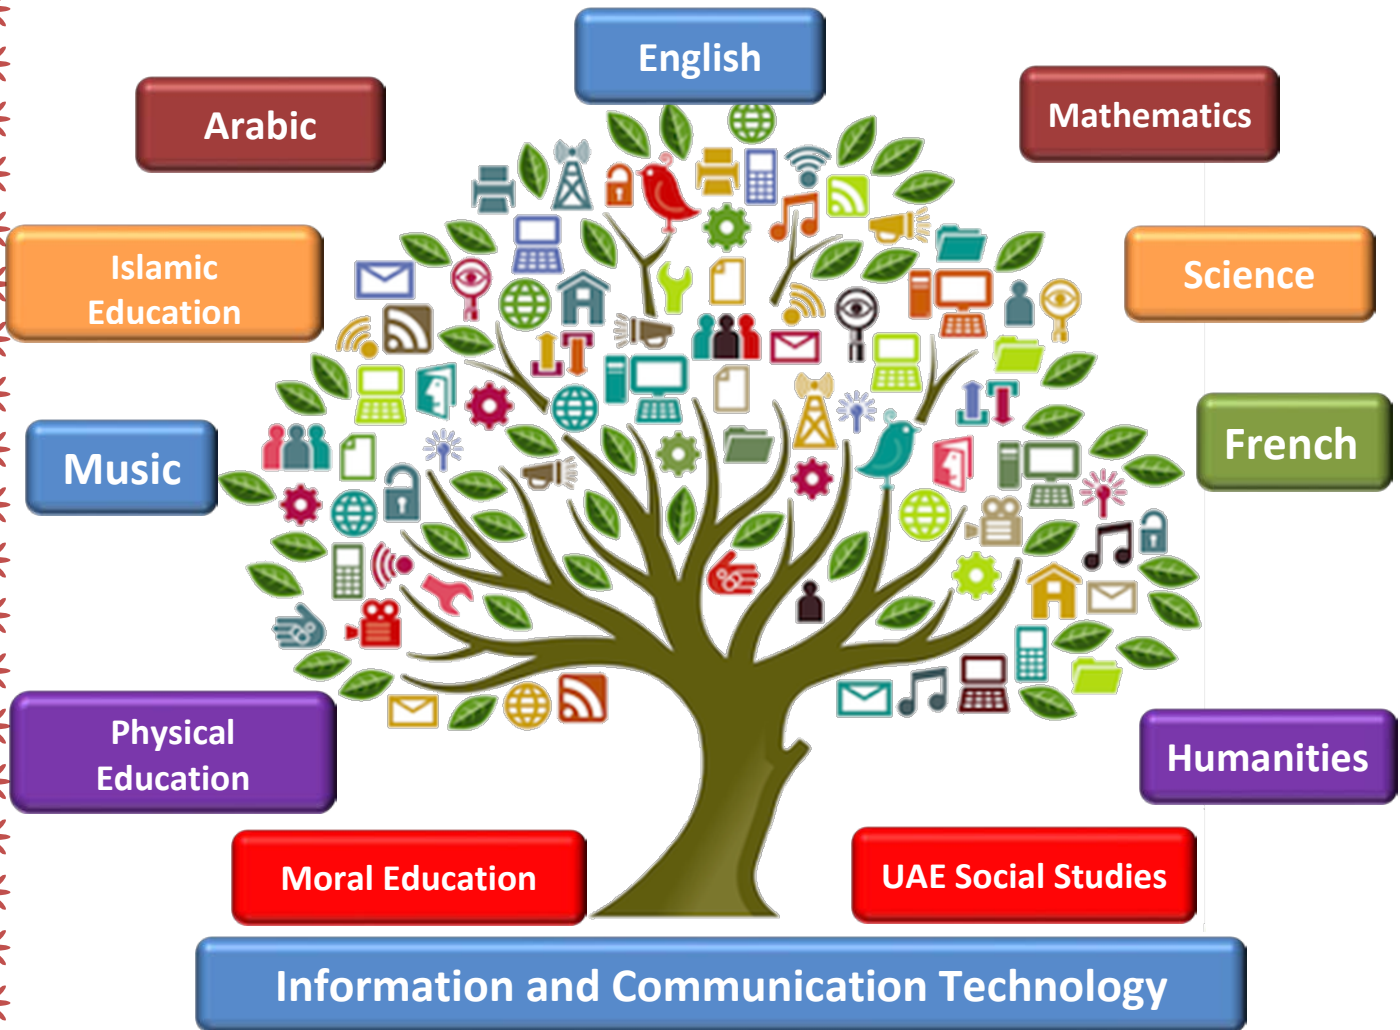 English
Arabic
Mathematics
Islamic
Education
Science
Music
French
Physical
Education
Humanities
Moral Education
UAE Social Studies
Information and Communication Technology